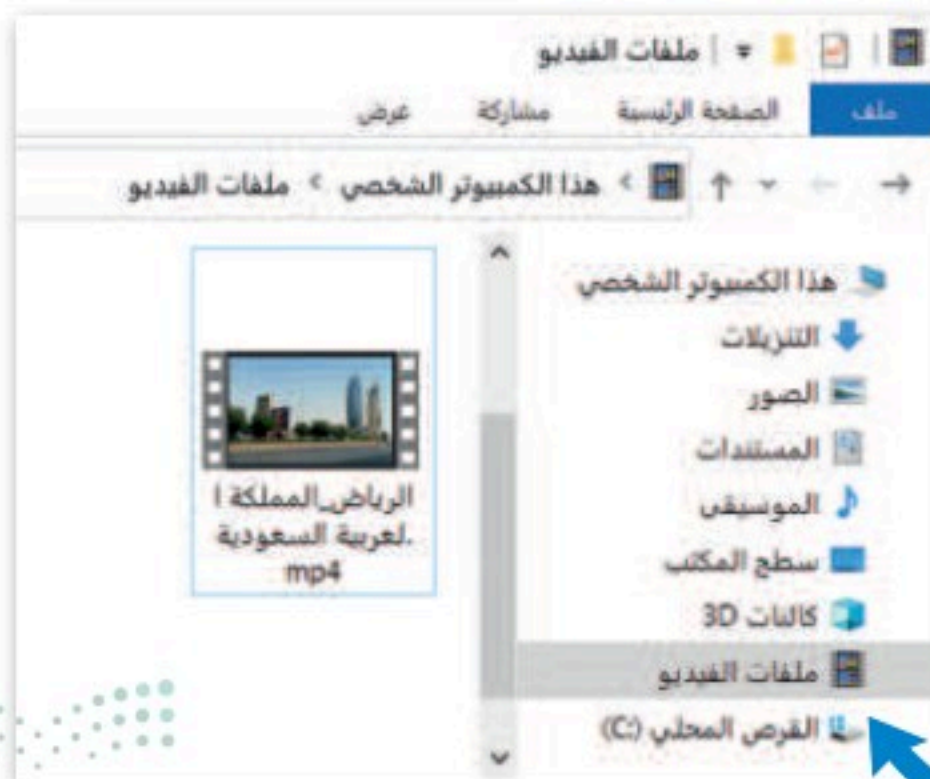 ملفات الفيديو
ملف الصفحة الرئيسية مشاركة عرض
هذا الكمبيوتر الشخصي > ملفات الفيديو
هذا الكمبيوتر الشخصي
التنزيلات
الصور
المستندات
الموسيقى
سطح المكتب
كائنات 3D
ملفات الفيديو
القرص المحلي (C:)
الرياض_المملكة ا
لعربية السعودية.
mp4